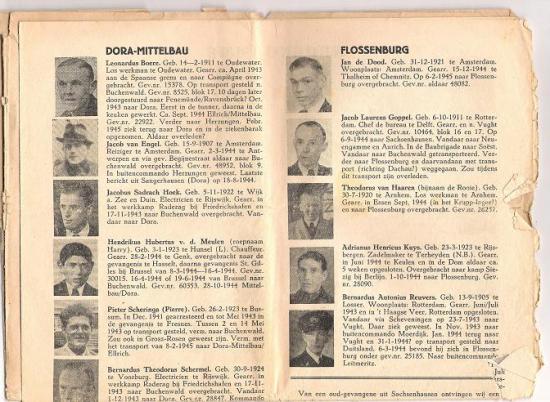 DORA-MITTELBAU
Leonardus Boere. Geb. 14—2-1911 te Oudewater.
Los werkman te Oudewater. Gearr. ca. April 1943
aan de Spaanse grens en naar Compiègne over-
gebracht. Gev.nr. 15378. Op transport gesteld n.
Buchenwald. Gev.nr. 8525, blok 17. 10 dagen later
doorgestuurd naar Penemünde/Ravensbrück! Oct.
1943 naar Dora. Eerst in de tunnel, daarna in de
keuken gewerkt. Ca. Sept. 1944 Ellrich/Mittelbau.
Gev.nr. 22922. Verder naar Herzungen. Febr.
1945 ziek terug naar Dora en in de ziekenbarak
opgenomen. Aldaar overleden?
Jacob van Engel. Geb. 15-9-1907 te Amsterdam.
Reiziger te Amsterdam. Gearr. 2-3-1944 te Ant-
werpen en via gev. Begijnestraat aldaar naar Bu-
chenwald overgebracht. Gev.nr. 48952, blok 9.
In buitencommando Herzungen geweest. Laatste
bericht uit Sangerhausen (Dora) op 18-8-1944.
Jacobus Sadrach Hoek. Geb. 5-11-1922 te Wijk
a. Zee en Duin. Electricien te Rijswijk. Gearr. in
het werkkamp Raderag bij Friedrichshafen en
17-11-1943 naar Buchenwald overgebracht. Van-
daar naar Dora.
Hendrikus Hubertus v. d. Meulen (roepnaam
Harry). Geb. 3-1-1923 te Hunsel (L.). Chauffeur.
Gearr. 28-2-1944 te Genk, overgebracht naar de
gevangenis te Hasselt, daarna gevangenis St. Gil-
les bij Brussel van 8-3-1944—16-4-1944. Gev.nr.
30015. 16-4-1944 of 19-6-1944 van Brussel naar
Buchenwald. Gev.nr. 60353. 28-10-1944 Mittel-
bau/Dora.
Pieter Scheringa (Pierre). Geb. 26-2-1923 te Bus-
sum. In Dec. 1941 gearresteerd en tot Mei 1943 in
de gevangenis te Fresnes. Tussen 2 en 14 Mei
1943 op transport gesteld, verm. naar Buchenwald.
Zou ook in Gross-Rosen geweest zijn. Verm. met
het transport van 8-2-1945 naar Dora-Mittelbau/
Ellrich.
Bernardus Theodorus Schermel. Geb. 30-9-1924
te Voorburg. Electricien te Rijswijk. Gearr. in
werkkamp Raderag bij Friedrichshafen en 17-11-
1943 naar Buchenwald overgebracht. Vandaar
naar Dora. Gev.nr. 28847. Kommando
FLOSSENBURG
Jan de Dood. Geb. 31-12-1921 te Amsterdam.
Woonplaats: Amsterdam. Gearr. 15-12-1944 te
Thalheim of Chemnitz. Op 6-2-1945 naar Flossen-
burg overgebracht. Gev.nr. aldaar 48082.
Jacob Laurens Goppel. Geb. 6-10-1911 te Rotter-
dam. Chef de bureau te Delft. Gearr. en n. Vught
overgebracht. Gev.nr. 10464, blok 16 en 17. Op
6-9-1944 naar Sachsenhausen. Vandaar naar Neuen-
gamme en Aurich. In de Baubrigade naar Soëst.
Vandaar naar Buchenwald getransporteerd. Ver-
der naar Flossenburg en daarvandaan met trans-
port (richting Dachau) weggegaan. Zou tijdens
dit transport zijn overleden.
Theodorus van Haaren (bijnaam de Rooie). Geb.
30-7-1920 te Arnhem. Los werkman te Arnhem.
Gearr. in Essen Sept. 1944 (in het Krupp-lager!)
en naar Flossenburg overgebracht. Gev.nr. 26257.
Adrianus Henricus Kuys. Geb. 23-3-1923 te Rijs-
bergen. Zadelmaker te Terheyden (N.B.). Gearr.
in Juni 1944 te Keulen en in de Don aldaar ca.
5 weken opgesloten. Overgebracht naar kamp Sie-
zig bij Berlijn. 1-10-1944 naar Flossenburg. Gev.
nr. 28090.
Bernardus Antonius Reuvers. Geb. 13-9-1905 te
Losser. Woonplaats: Rotterdam. Gearr. Juni/Juli
1943 in 't Haagse Veer, Rotterdam opgesloten.
Vandaar via Scheveningen op 23-7-1943 naar
Vught. Daar ziek geweest. In Nov. 1943 naar
buitencommando Moerdijk. Jan. 1944 terug naar
Vught en 31-1-1944? op transport gesteld naar
Duitsland. 6-3-1944 bevond hij zich in Flossen-
burg onder gev.nr. 25185. Naar buitencommando
Leitmeritz.
Juli
Van een oud-gevangene uit Sachsenhausen ontvingen wij een